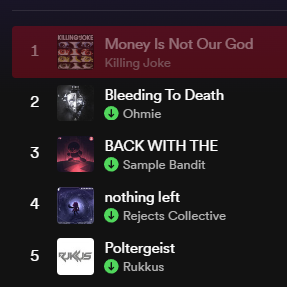 KILLING JOKE
1
Money Is Not Our God
Killing Joke
2
Bleeding To Death
Ohmie
3
BACK WITH THE
Sample Bandit
4
nothing left
Rejects Collective
RUKKUS
5
Poltergeist
Rukkus